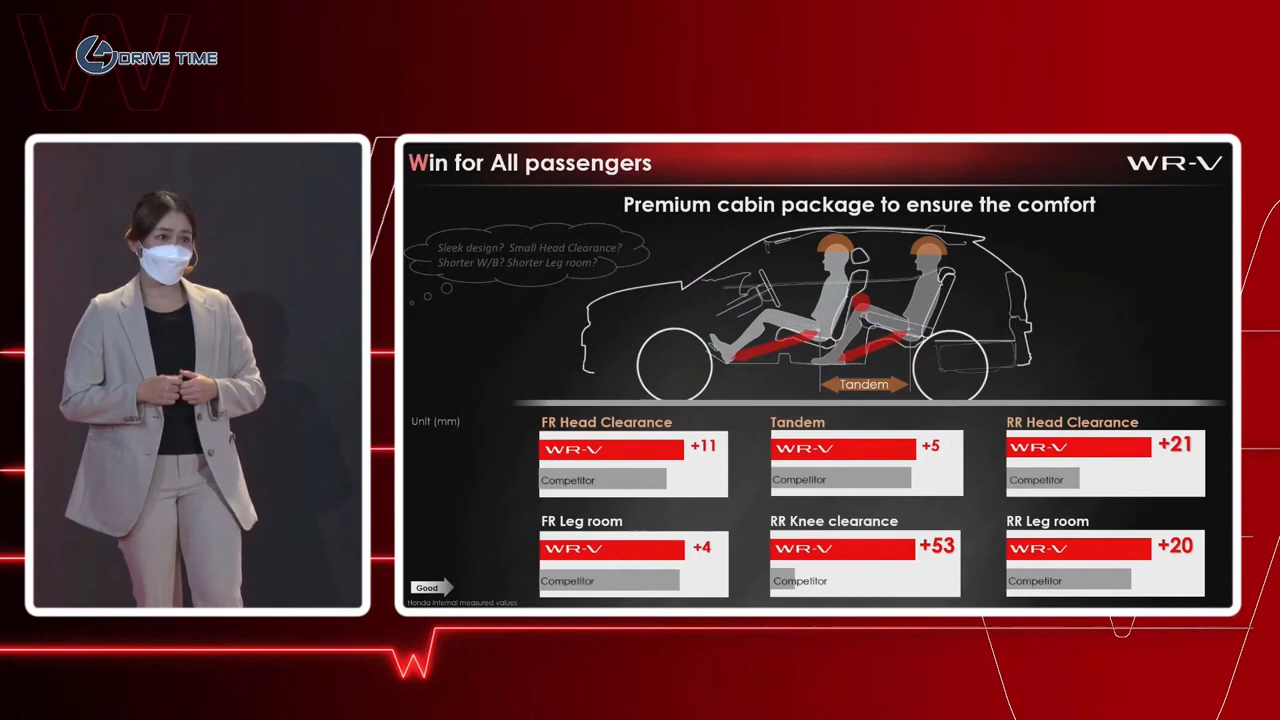 DRIVE TIME
Win for All passengers
WR-V
Premium cabin package to ensure the comfort
Sleek design? Small Head Clearance?
Shorter W/B? Shorter Leg room?
Tandem
Unit (mm)
FR Head Clearance
WR-V
+11
Competitor
Tandem
WR-V
+5
Competitor
RR Head Clearance
WR-V
+21
Competitor
FR Leg room
WR-V
+4
Competitor
RR Knee clearance
WR-V
+53
Competitor
RR Leg room
WR-V
+20
Competitor
Good
Honda internal measured values